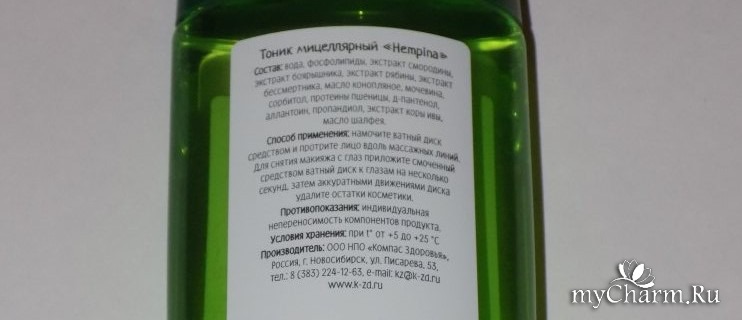 Тоник мицеллярный «Hempina»
Состав: вода, фосфолипиды, экстракт смородины,
экстракт боярышника, экстракт рябины, экстракт
бессмертника, масло конопляное, мочевина,
сорбитол, протеины пшеницы, д-пантенол,
аллантоин, пропандиол, экстракт коры ивы,
масло шалфея.
Способ применения: намочите ватный диск
средством и протрите лицо вдоль массажных линий.
Для снятия макияжа с глаз приложите смоченный
средством ватный диск к глазам на несколько
секунд, затем аккуратными движениями диска
удалите остатки косметики.
Противопоказания: индивидуальная
непереносимость компонентов продукта.
Условия хранения: при t° от +5 до +25 °С
Производитель: ООО НПО «Компас Здоровья»,
Россия, г. Новосибирск, ул. Писарева, 53,
тел.: 8 (383) 224-12-63, e-mail: kz@k-zd.ru
www.k-zd.ru
myCharm.Ru